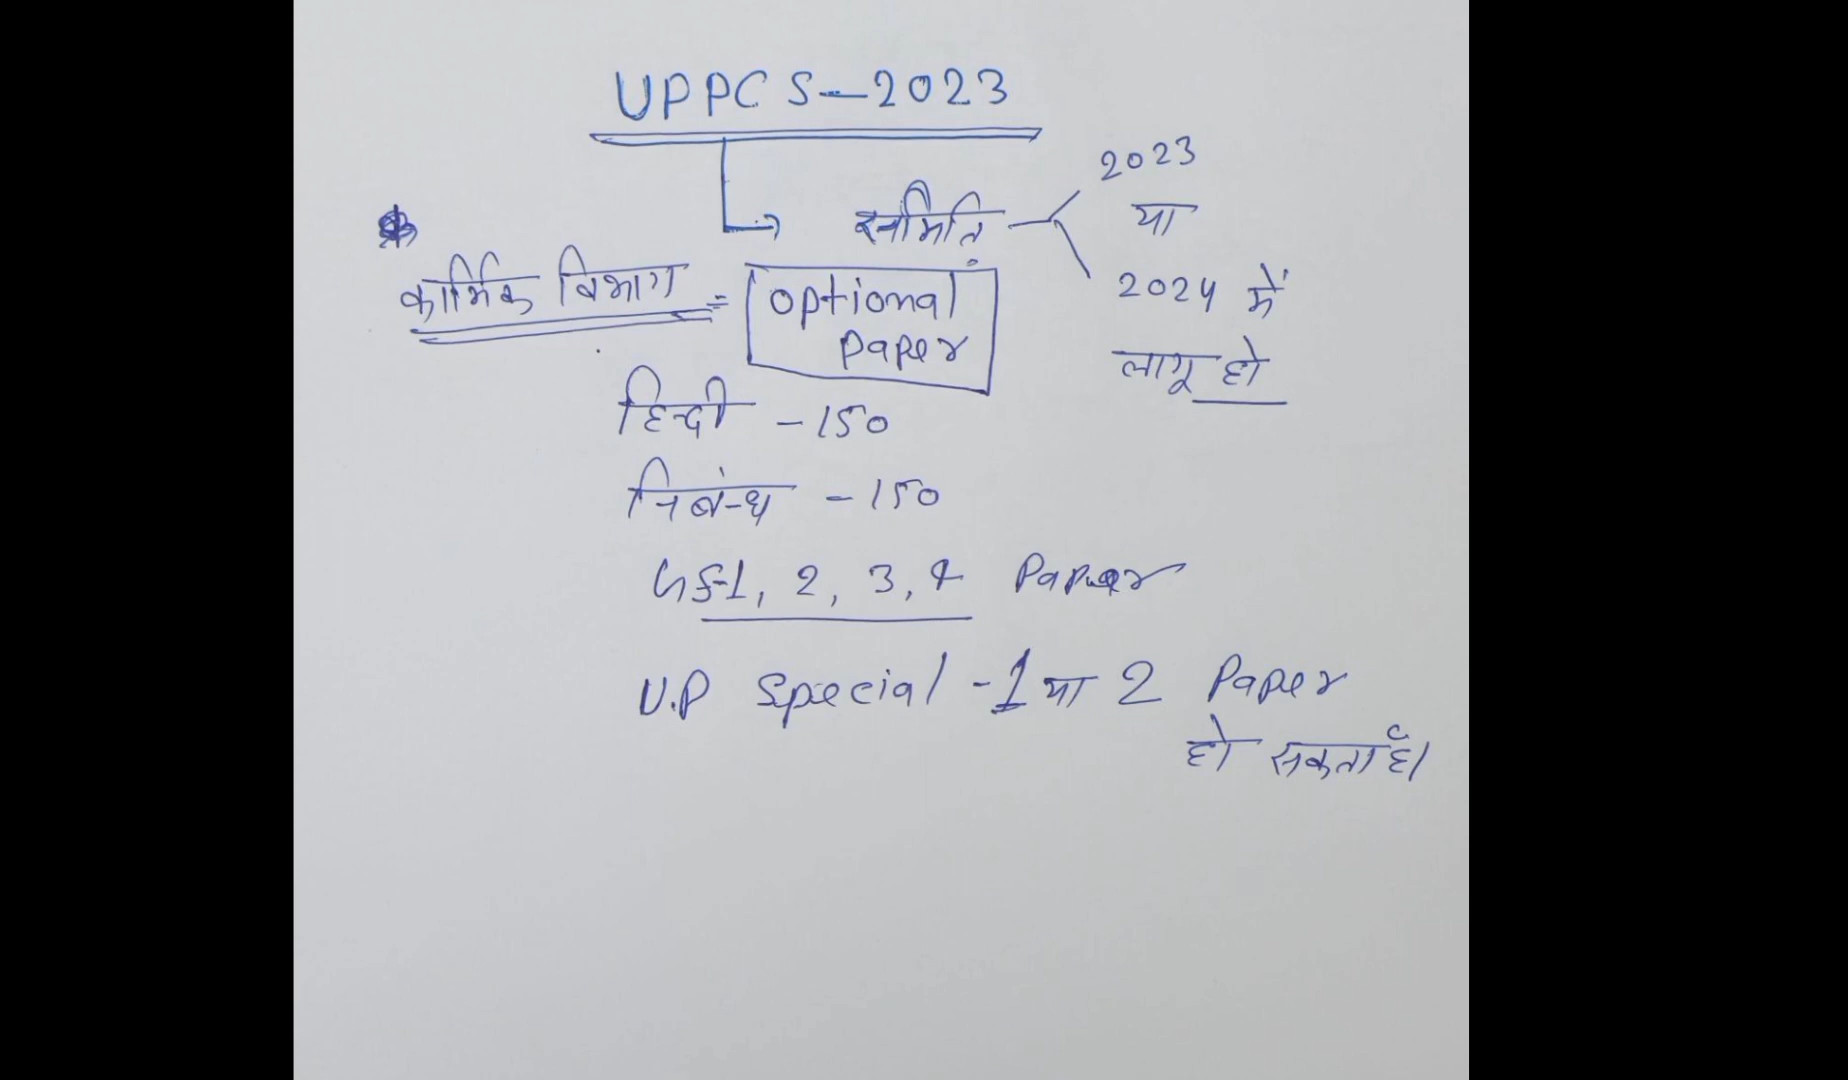 UPPCS-2023
समिति
2023
या
2024 में
लागू हो
कार्मिक विभाग = optional
paper
हिन्दी - 150
निबंन्ध - 150
GS-1, 2, 3, 4 Paper
U.P Special - 1 या 2 Paper
हो सकता है।